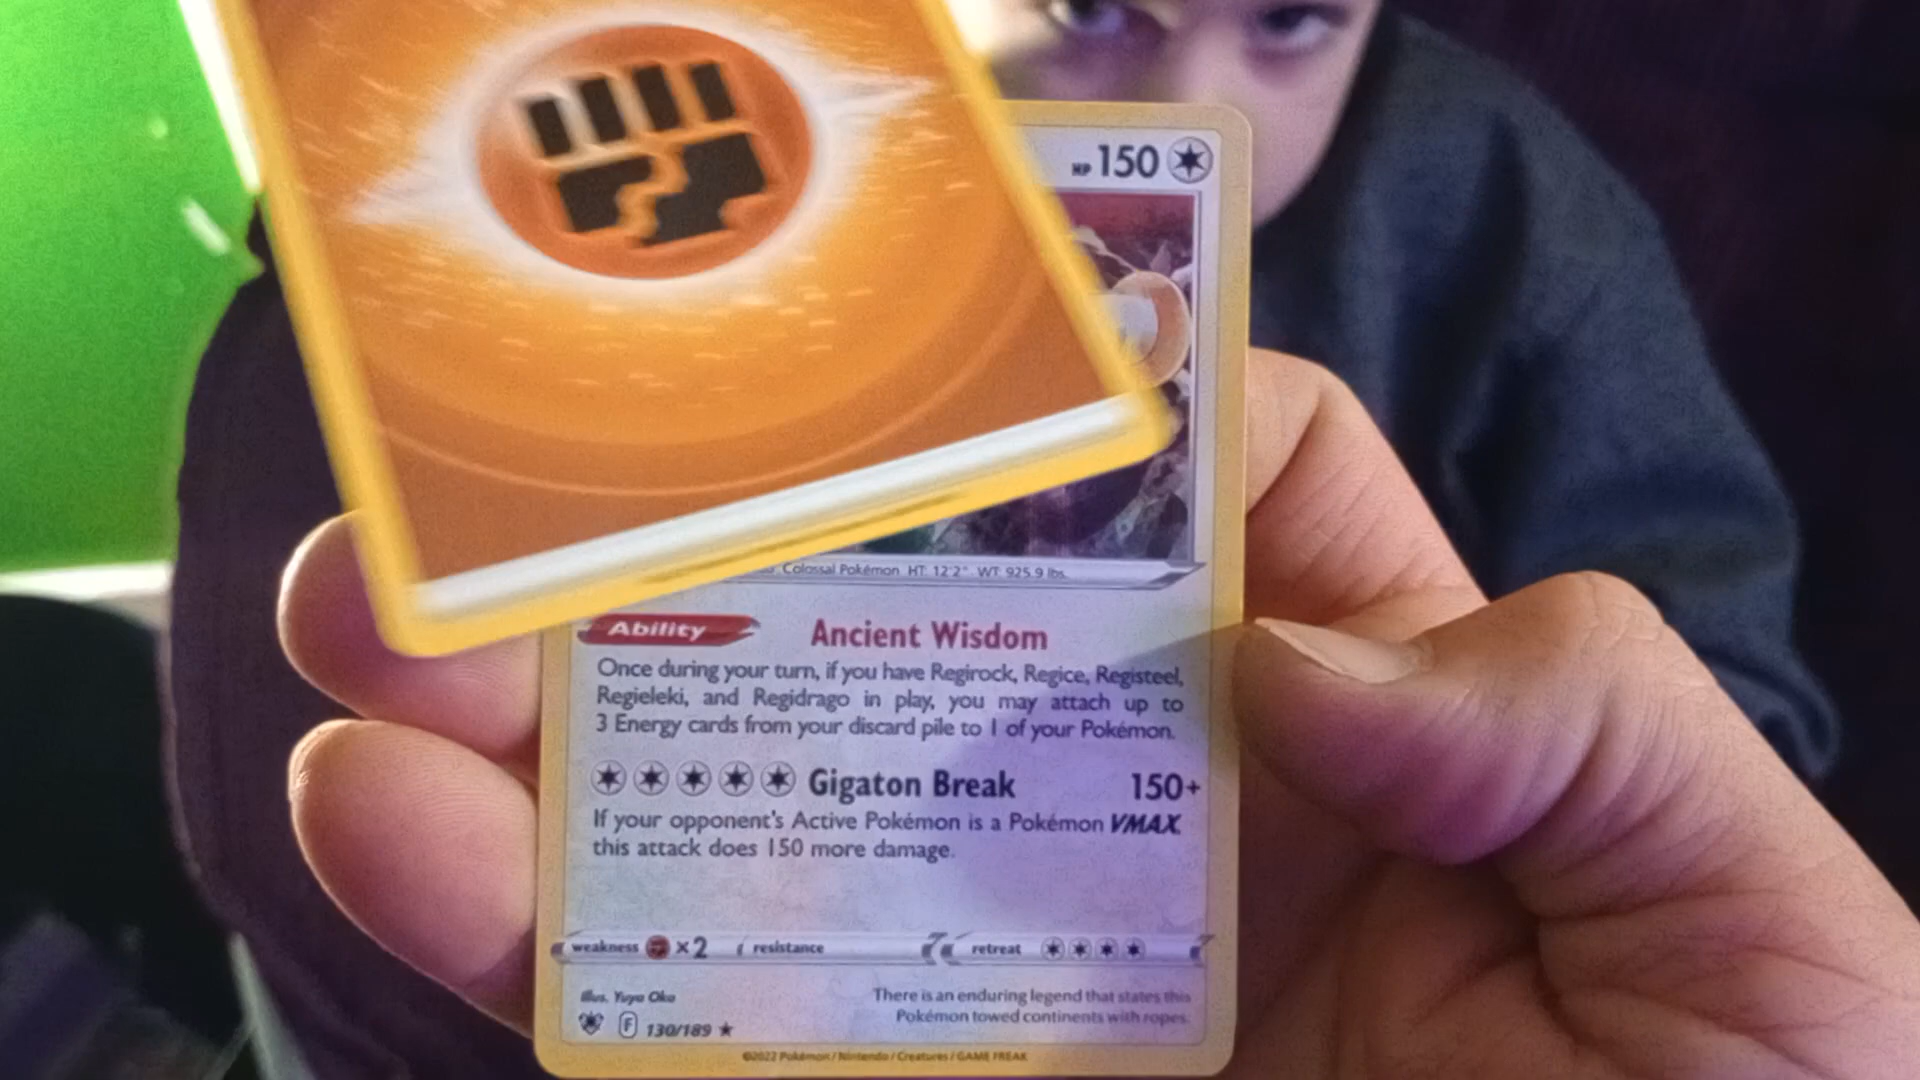 HP 150
Colossal Pokémon HT: 12'2" WT: 925.9 lbs.
Ability Ancient Wisdom
Once during your turn, if you have Regirock, Regice, Registeel,
Regieleki, and Regidrago in play, you may attach up to
3 Energy cards from your discard pile to 1 of your Pokémon.
Gigaton Break 150+
If your opponent's Active Pokémon is a Pokémon VMAX,
this attack does 150 more damage.
weakness ×2 resistance retreat
Illus. Yuya Oka
There is an enduring legend that states this
Pokémon towed continents with ropes.
F 130/189 ★
©2022 Pokémon / Nintendo / Creatures / GAME FREAK